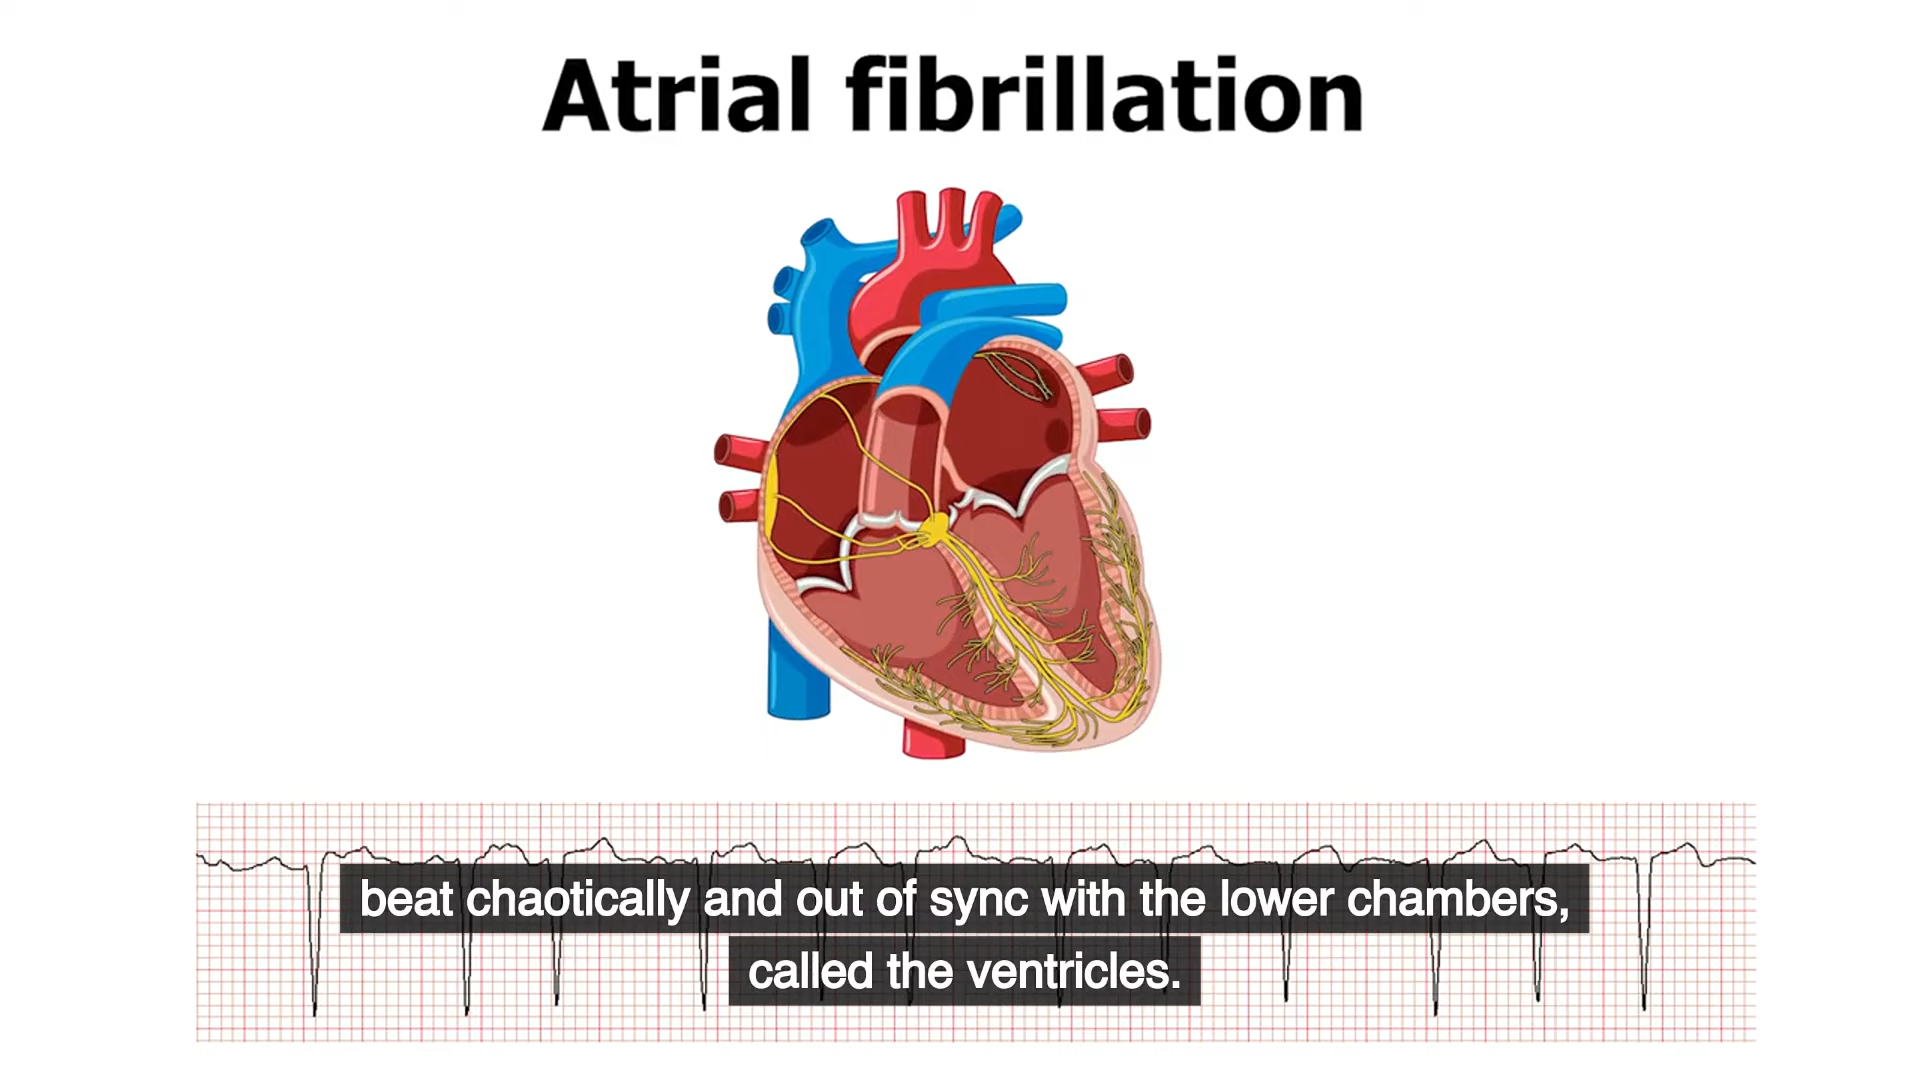 Atrial fibrillation
beat chaotically and out of sync with the lower chambers,
called the ventricles.